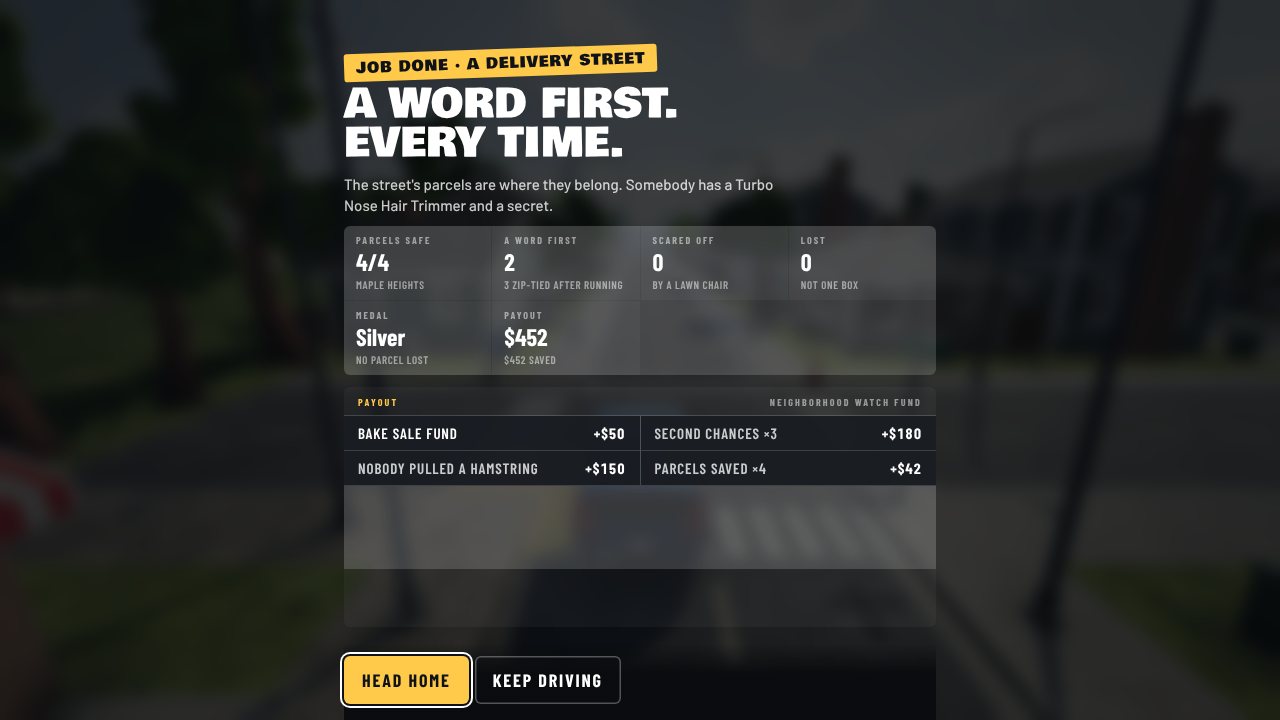 JOB DONE · A DELIVERY STREET
A WORD FIRST.
EVERY TIME.
The street's parcels are where they belong. Somebody has a Turbo
Nose Hair Trimmer and a secret.
PARCELS SAFE
4/4
MAPLE HEIGHTS
A WORD FIRST
2
3 ZIP-TIED AFTER RUNNING
SCARED OFF
0
BY A LAWN CHAIR
LOST
0
NOT ONE BOX
MEDAL
Silver
NO PARCEL LOST
PAYOUT
$452
$452 SAVED
PAYOUT
NEIGHBORHOOD WATCH FUND
BAKE SALE FUND +$50
SECOND CHANCES ×3 +$180
NOBODY PULLED A HAMSTRING +$150
PARCELS SAVED ×4 +$42
HEAD HOME
KEEP DRIVING